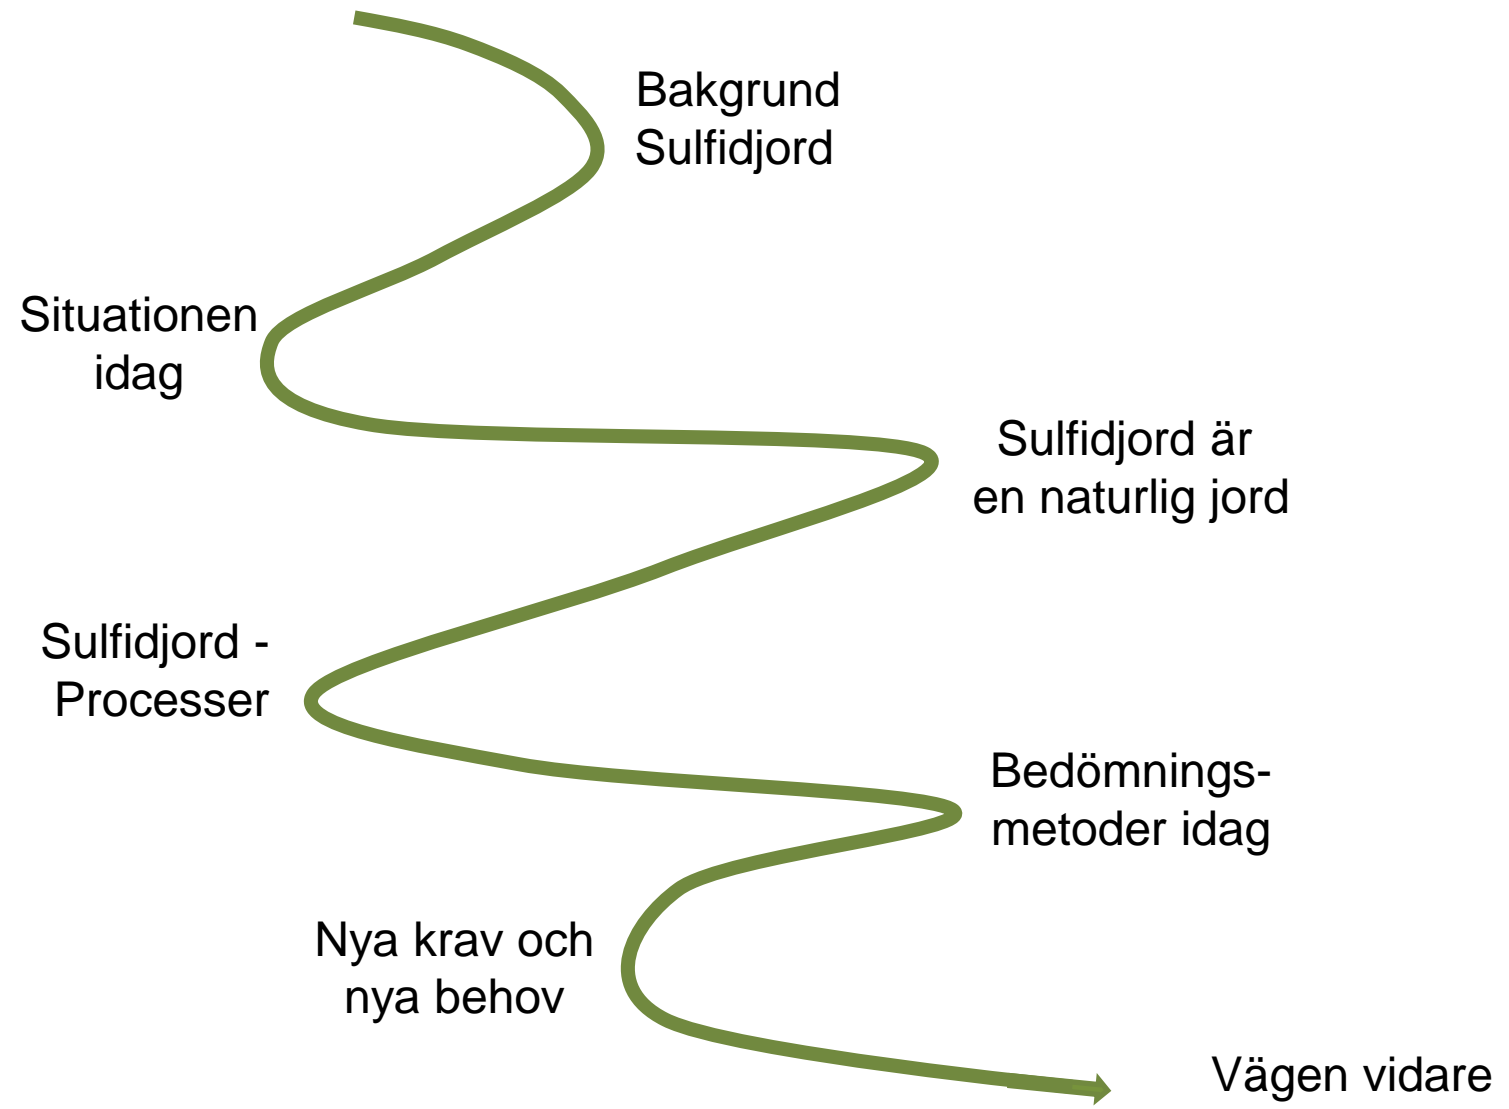 Bakgrund
Sulfidjord
Situationen
idag
Sulfidjord är
en naturlig jord
Sulfidjord -
Processer
Bedömnings-
metoder idag
Nya krav och
nya behov
Vägen vidare